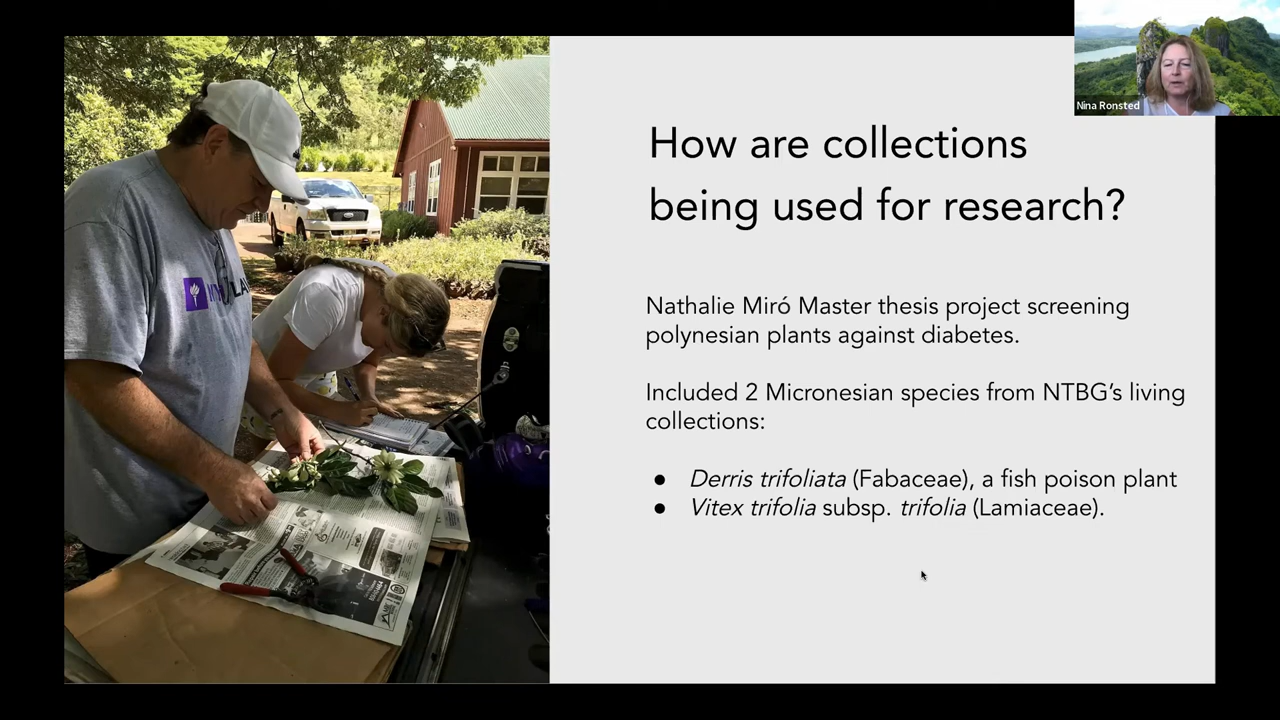 Nina Ronsted
How are collections
being used for research?
Nathalie Miró Master thesis project screening
polynesian plants against diabetes.
Included 2 Micronesian species from NTBG's living
collections:
● Derris trifoliata (Fabaceae), a fish poison plant
● Vitex trifolia subsp. trifolia (Lamiaceae).